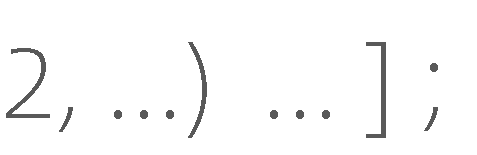 2, ...) ... ] ;